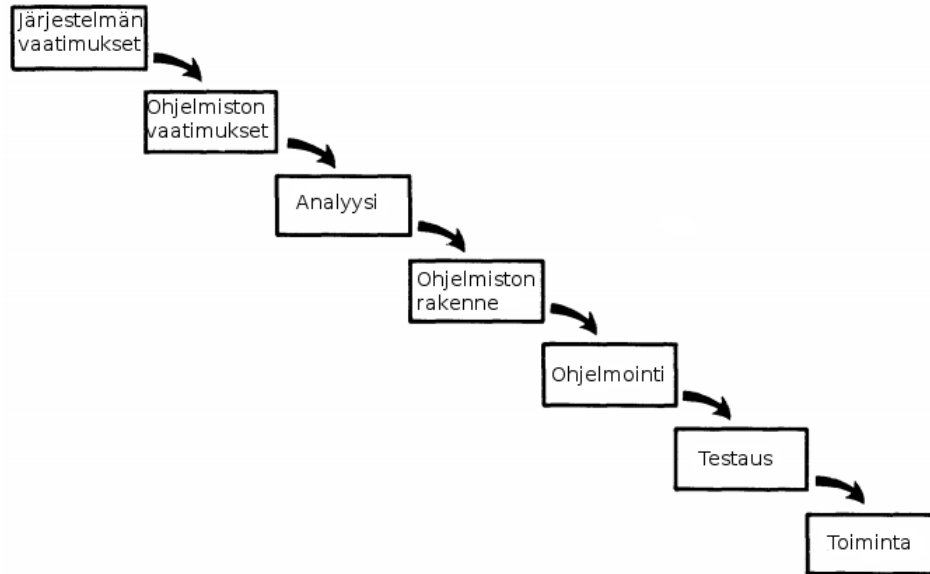 Järjestelmän
vaatimukset
Ohjelmiston
vaatimukset
Analyysi
Ohjelmiston
rakenne
Ohjelmointi
Testaus
Toiminta